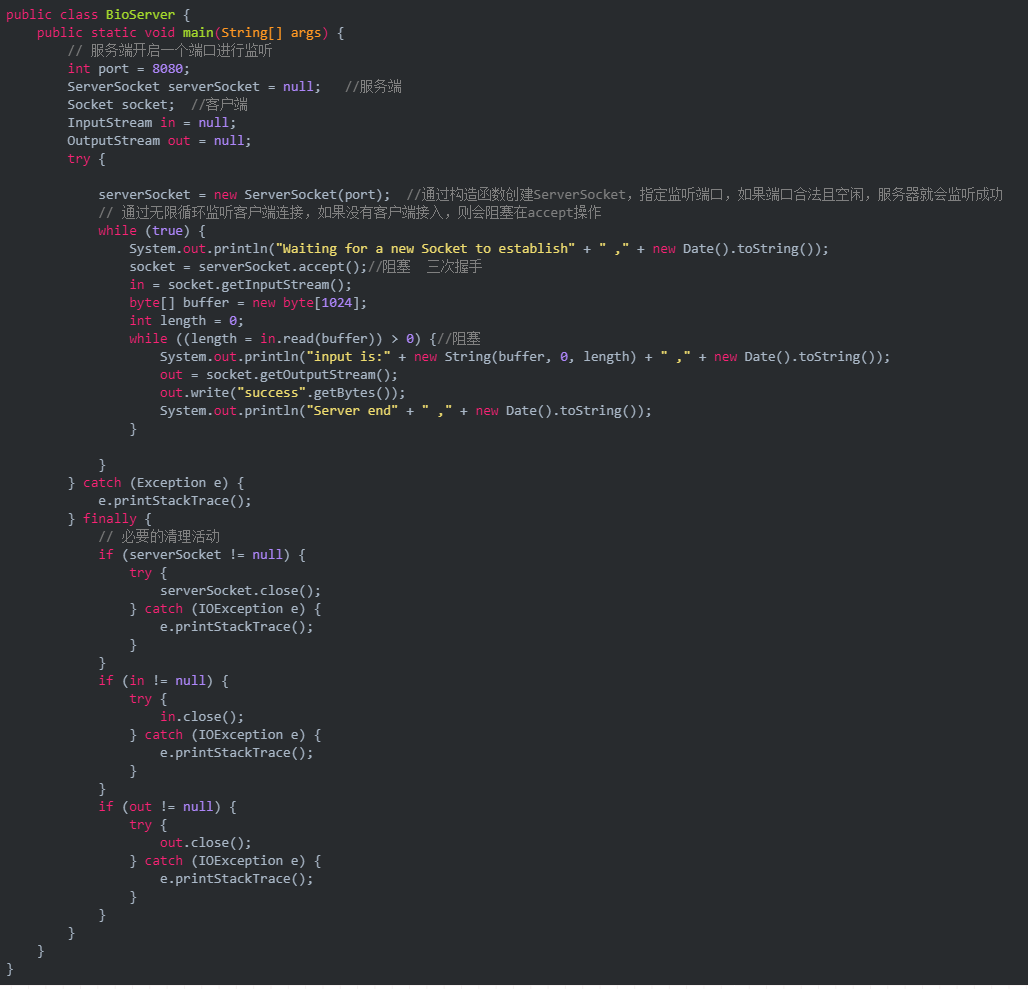 public class BioServer {
    public static void main(String[] args) {
        // 服务端开启一个端口进行监听
        int port = 8080;
        ServerSocket serverSocket = null;   //服务端
        Socket socket;  //客户端
        InputStream in = null;
        OutputStream out = null;
        try {
            serverSocket = new ServerSocket(port);  //通过构造函数创建ServerSocket，指定监听端口，如果端口合法且空闲，服务器就会监听成功
            // 通过无限循环监听客户端连接，如果没有客户端接入，则会阻塞在accept操作
            while (true) {
                System.out.println("Waiting for a new Socket to establish" + " ," + new Date().toString());
                socket = serverSocket.accept();//阻塞  三次握手
                in = socket.getInputStream();
                byte[] buffer = new byte[1024];
                int length = 0;
                while ((length = in.read(buffer)) > 0) {//阻塞
                    System.out.println("input is:" + new String(buffer, 0, length) + " ," + new Date().toString());
                    out = socket.getOutputStream();
                    out.write("success".getBytes());
                    System.out.println("Server end" + " ," + new Date().toString());
                }
            }
        } catch (Exception e) {
            e.printStackTrace();
        } finally {
            // 必要的清理活动
            if (serverSocket != null) {
                try {
                    serverSocket.close();
                } catch (IOException e) {
                    e.printStackTrace();
                }
            }
            if (in != null) {
                try {
                    in.close();
                } catch (IOException e) {
                    e.printStackTrace();
                }
            }
            if (out != null) {
                try {
                    out.close();
                } catch (IOException e) {
                    e.printStackTrace();
                }
            }
        }
    }
}